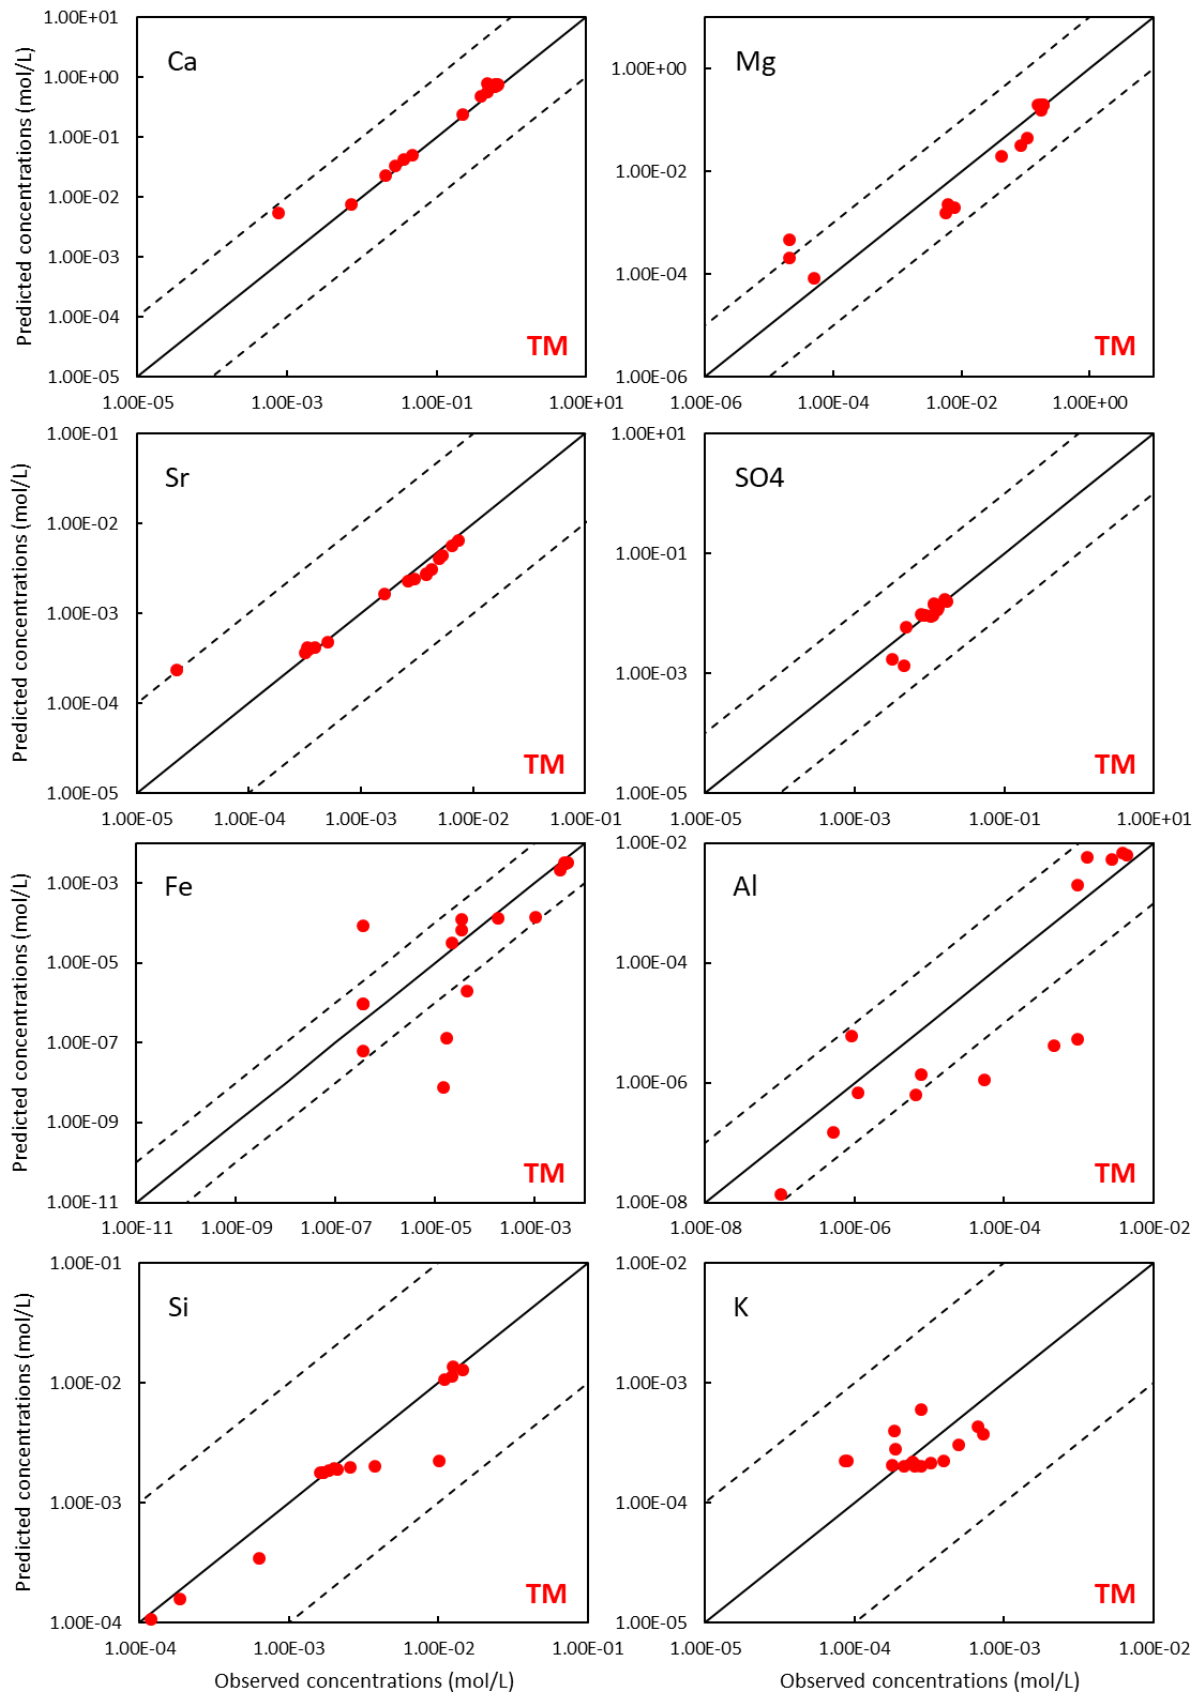 1.00E+01
Ca
1.00E+00
1.00E-01
1.00E-02
1.00E-03
1.00E-04
1.00E-05
Predicted concentrations (mol/L)
TM
1.00E-05 1.00E-03 1.00E-01 1.00E+01
Mg
1.00E+00
1.00E-02
1.00E-04
1.00E-06
Predicted concentrations (mol/L)
TM
1.00E-06 1.00E-04 1.00E-02 1.00E+00
1.00E-01
Sr
1.00E-02
1.00E-03
1.00E-04
1.00E-05
Predicted concentrations (mol/L)
TM
1.00E-05 1.00E-04 1.00E-03 1.00E-02 1.00E-01
1.00E+01
SO4
1.00E-01
1.00E-03
1.00E-05
TM
1.00E-05 1.00E-03 1.00E-01 1.00E+01
Fe
1.00E-03
1.00E-05
1.00E-07
1.00E-09
1.00E-11
Predicted concentrations (mol/L)
TM
1.00E-11 1.00E-09 1.00E-07 1.00E-05 1.00E-03
1.00E-02
Al
1.00E-04
1.00E-06
1.00E-08
TM
1.00E-08 1.00E-06 1.00E-04 1.00E-02
1.00E-01
Si
1.00E-02
1.00E-03
1.00E-04
Predicted concentrations (mol/L)
TM
1.00E-04 1.00E-03 1.00E-02 1.00E-01
Observed concentrations (mol/L)
1.00E-02
K
1.00E-03
1.00E-04
1.00E-05
TM
1.00E-05 1.00E-04 1.00E-03 1.00E-02
Observed concentrations (mol/L)